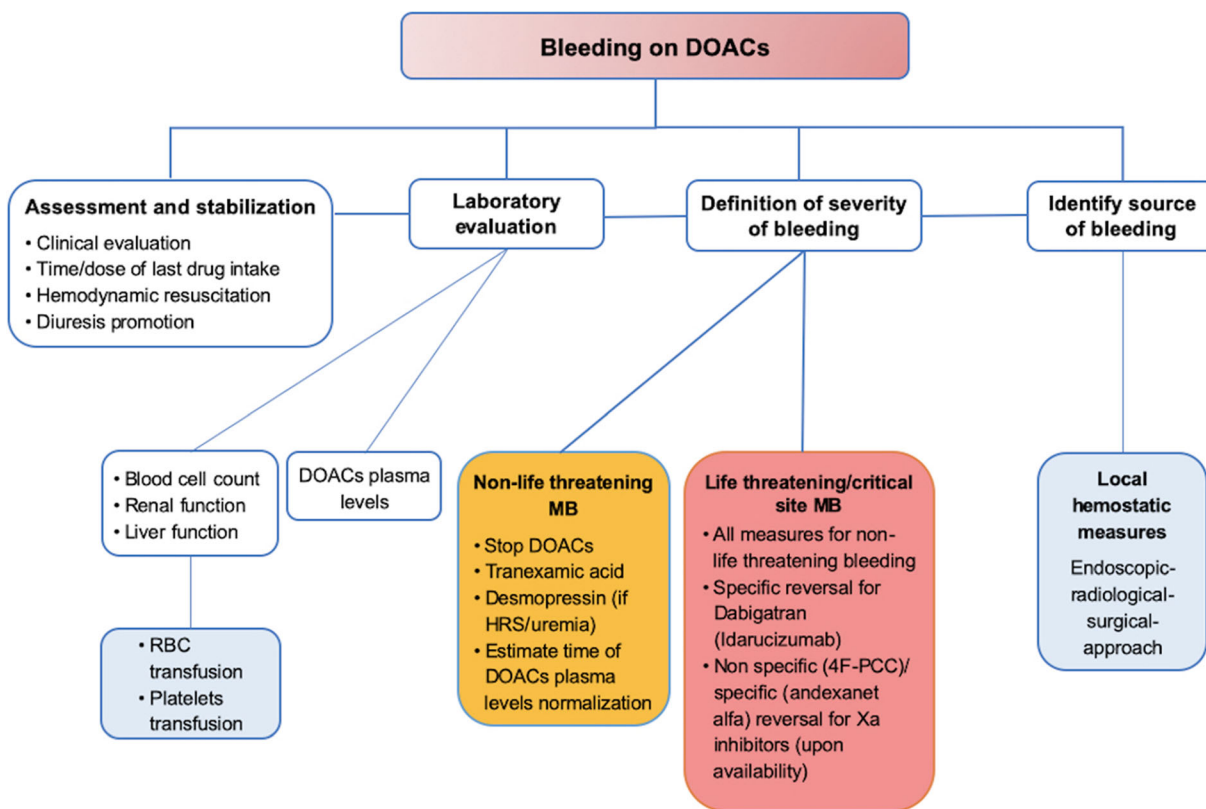 Bleeding on DOACs
Assessment and stabilization
• Clinical evaluation
• Time/dose of last drug intake
• Hemodynamic resuscitation
• Diuresis promotion
Laboratory
evaluation
Definition of severity
of bleeding
Identify source
of bleeding
• Blood cell count
• Renal function
• Liver function
DOACs plasma
levels
• RBC
transfusion
• Platelets
transfusion
Non-life threatening
MB
• Stop DOACs
• Tranexamic acid
• Desmopressin (if
HRS/uremia)
• Estimate time of
DOACs plasma
levels normalization
Life threatening/critical
site MB
• All measures for non-
life threatening bleeding
• Specific reversal for
Dabigatran
(Idarucizumab)
• Non specific (4F-PCC)/
specific (andexanet
alfa) reversal for Xa
inhibitors (upon
availability)
Local
hemostatic
measures
Endoscopic-
radiological-
surgical-
approach